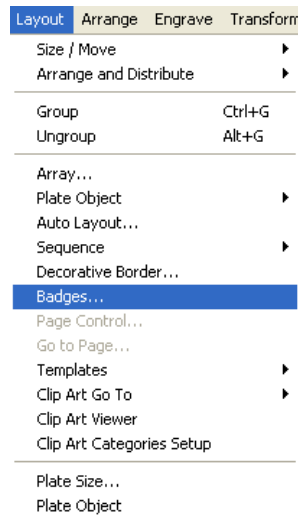 Layout Arrange Engrave Transform
Size / Move
Arrange and Distribute
Group Ctrl+G
Ungroup Alt+G
Array...
Plate Object
Auto Layout...
Sequence
Decorative Border...
Badges...
Page Control...
Go to Page...
Templates
Clip Art Go To
Clip Art Viewer
Clip Art Categories Setup
Plate Size...
Plate Object